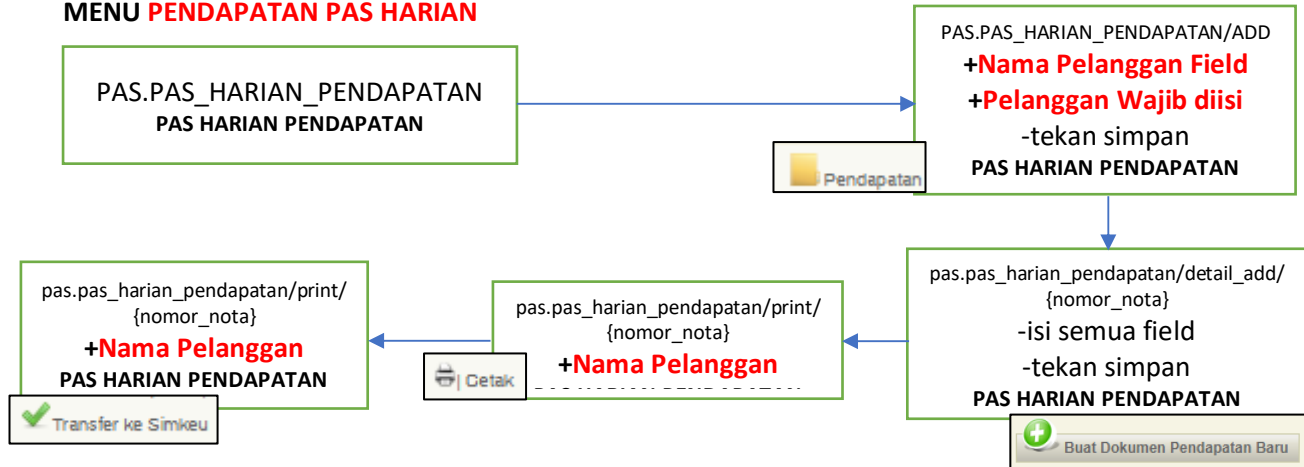 MENU PENDAPATAN PAS HARIAN
PAS.PAS_HARIAN_PENDAPATAN
PAS HARIAN PENDAPATAN
PAS.PAS_HARIAN_PENDAPATAN/ADD
+Nama Pelanggan Field
+Pelanggan Wajib diisi
-tekan simpan
PAS HARIAN PENDAPATAN
Pendapatan
pas.pas_harian_pendapatan/detail_add/
{nomor_nota}
-isi semua field
-tekan simpan
PAS HARIAN PENDAPATAN
Buat Dokumen Pendapatan Baru
pas.pas_harian_pendapatan/print/
{nomor_nota}
+Nama Pelanggan
PAS HARIAN PENDAPATAN
Cetak
pas.pas_harian_pendapatan/print/
{nomor_nota}
+Nama Pelanggan
PAS HARIAN PENDAPATAN
Transfer ke Simkeu